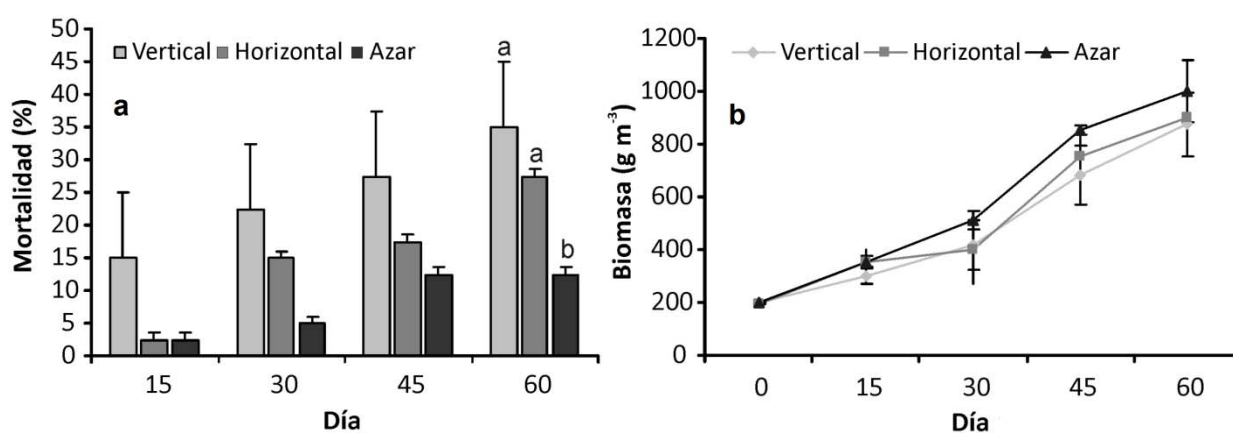 Mortalidad (%)
50
45
40
35
30
25
20
15
10
5
0
Vertical Horizontal Azar
a
a
a
b
15 30 45 60
Día
Biomasa (g m⁻³)
1200
1000
800
600
400
200
0
Vertical Horizontal Azar
b
0 15 30 45 60
Día